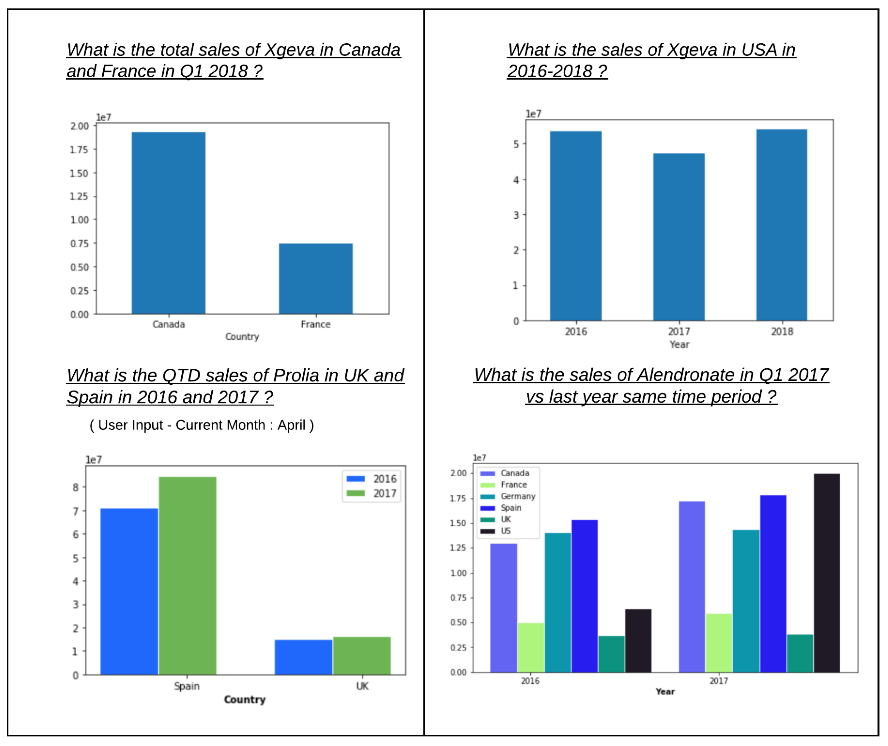 What is the total sales of Xgeva in Canada
and France in Q1 2018 ?
1e7
2.00
1.75
1.50
1.25
1.00
0.75
0.50
0.25
0.00
Canada
France
Country
What is the sales of Xgeva in USA in
2016-2018 ?
1e7
5
4
3
2
1
0
2016
2017
2018
Year
What is the QTD sales of Prolia in UK and
Spain in 2016 and 2017 ?
( User Input - Current Month : April )
1e7
8
7
6
5
4
3
2
1
0
2016
2017
Spain
UK
Country
What is the sales of Alendronate in Q1 2017
vs last year same time period ?
1e7
2.00
1.75
1.50
1.25
1.00
0.75
0.50
0.25
0.00
Canada
France
Germany
Spain
UK
US
2016
2017
Year